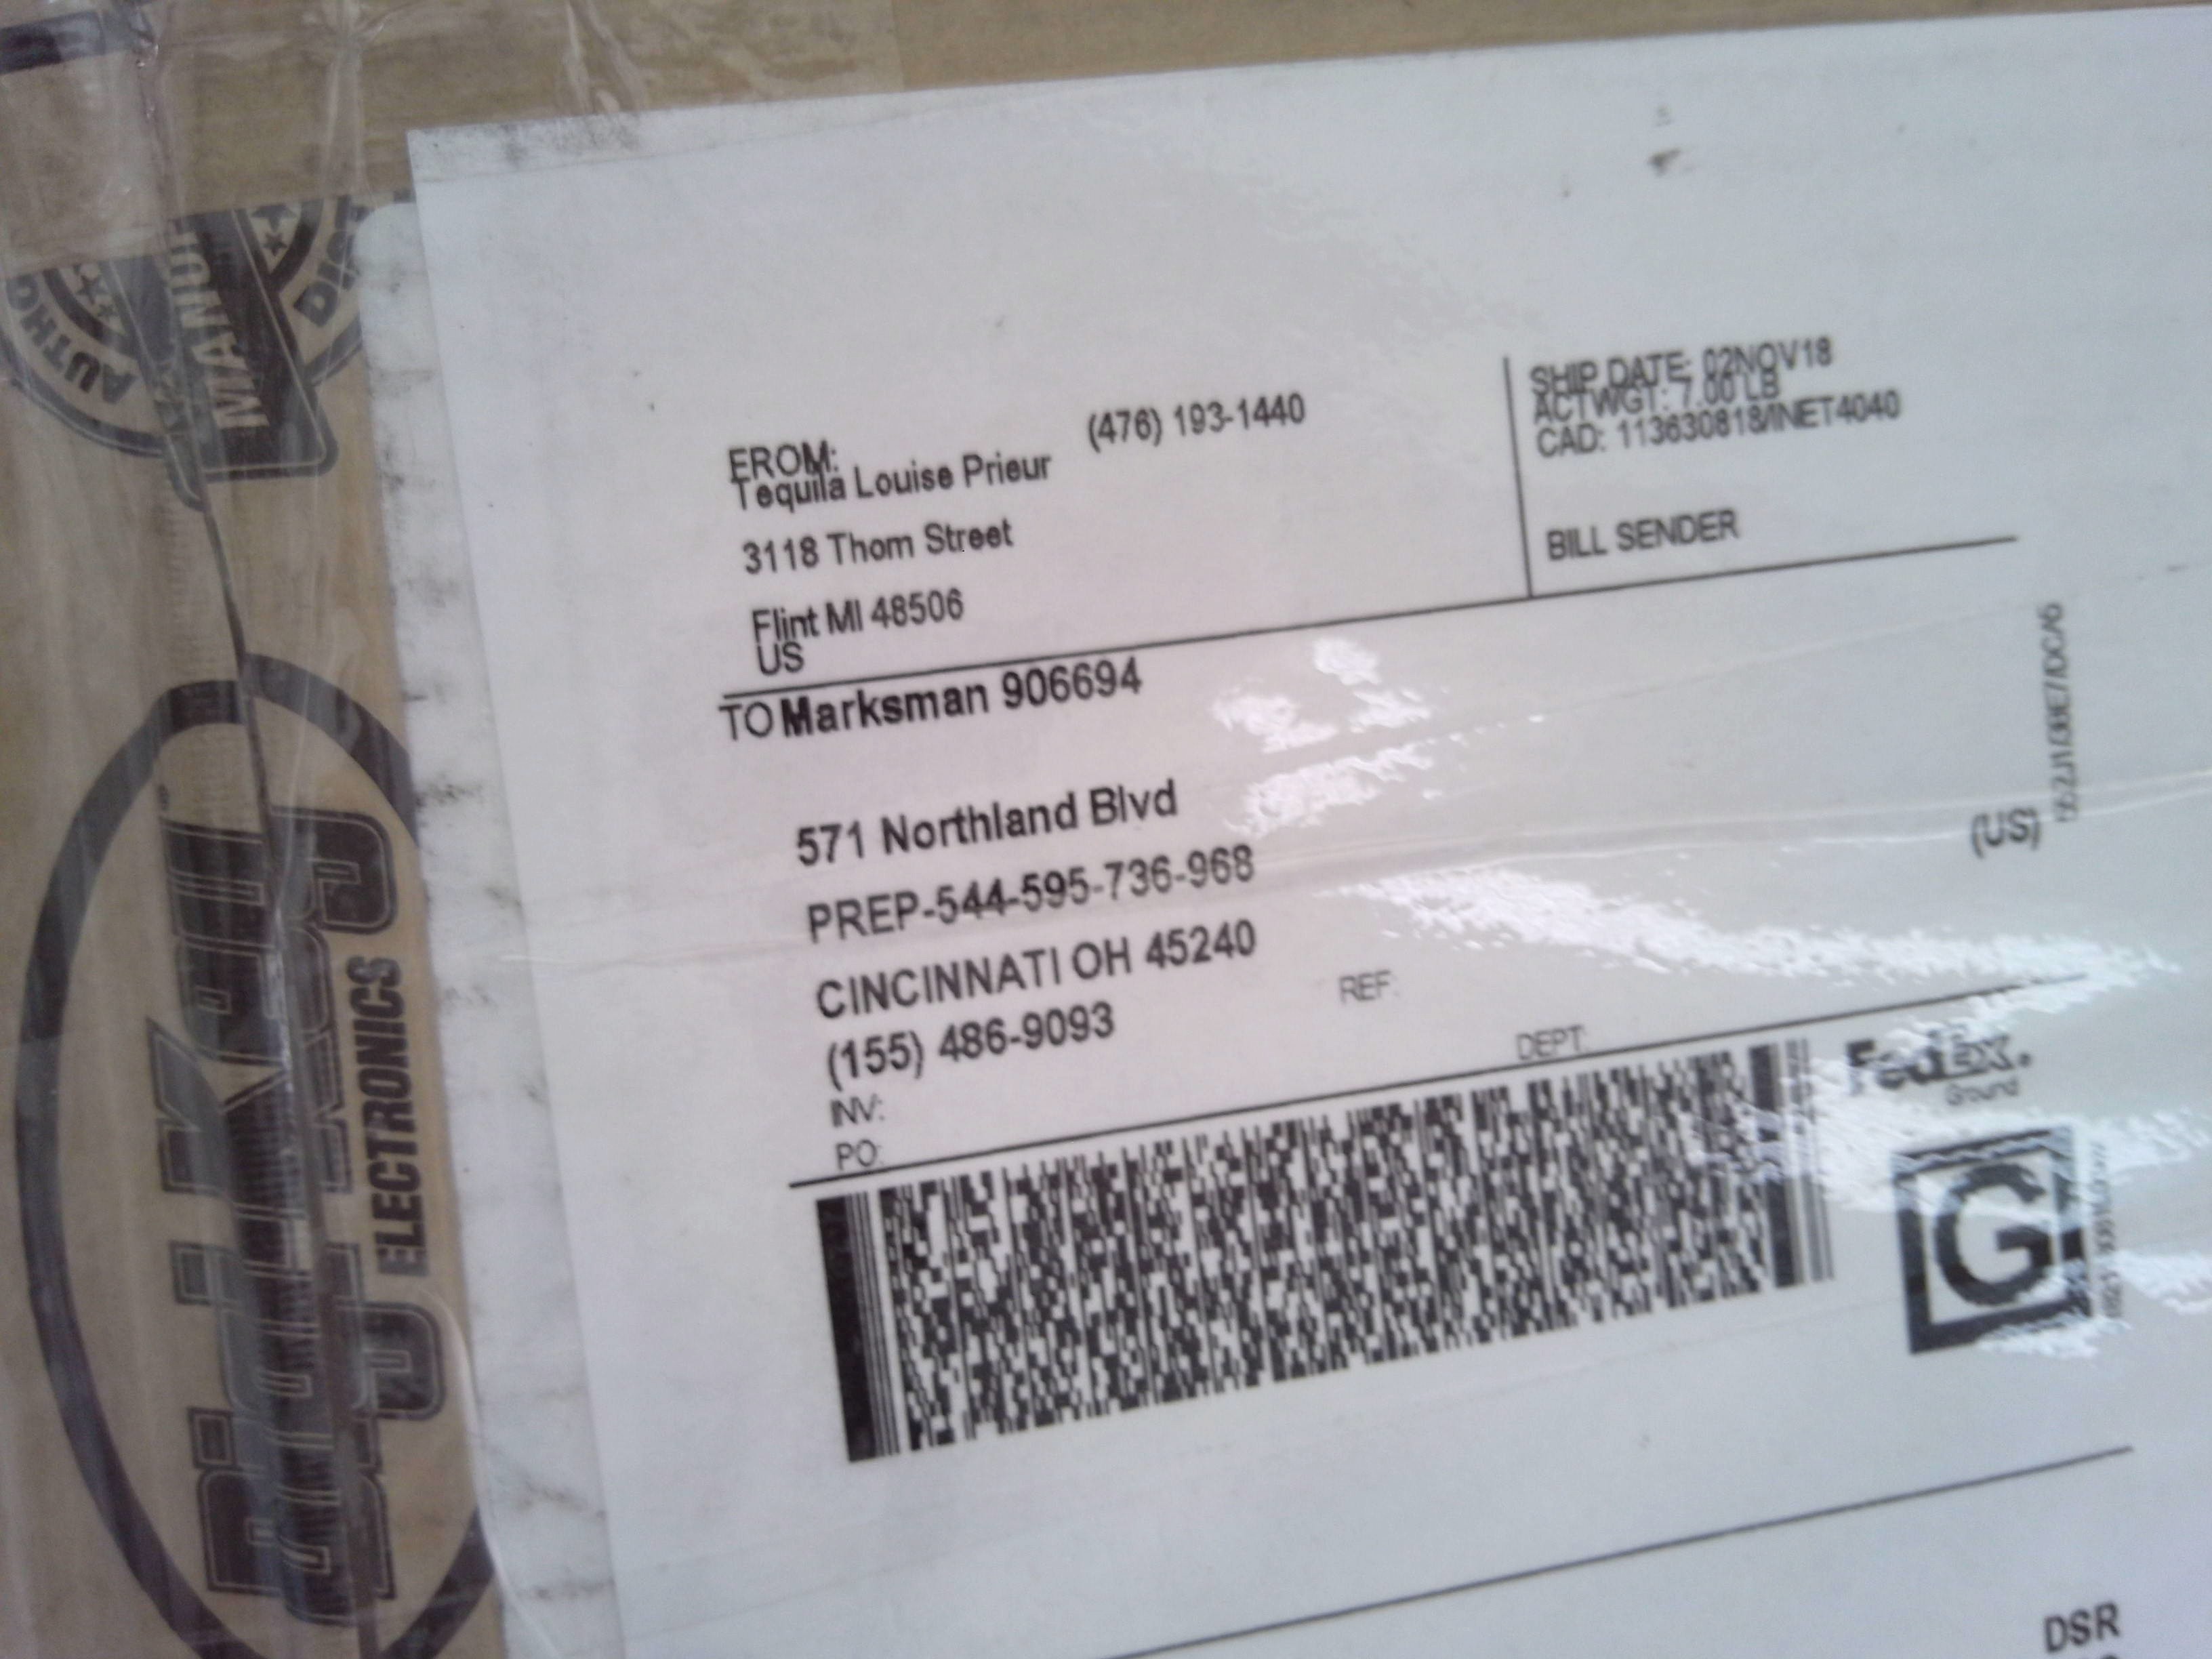 (476) 193-1440
FROM:
Tequila Louise Prieur
3118 Thom Street
Flint MI 48506
US
SHIP DATE: 02NOV18
ACTWGT: 7.00 LB
CAD: 113630818/INET4040
BILL SENDER
TO Marksman 906694
571 Northland Blvd
PREP-544-595-736-968
CINCINNATI OH 45240
(155) 486-9093
INV:
PO:
REF:
DEPT:
(US)
FedEx.
Ground
G
DSR
Digi-Key
ELECTRONICS